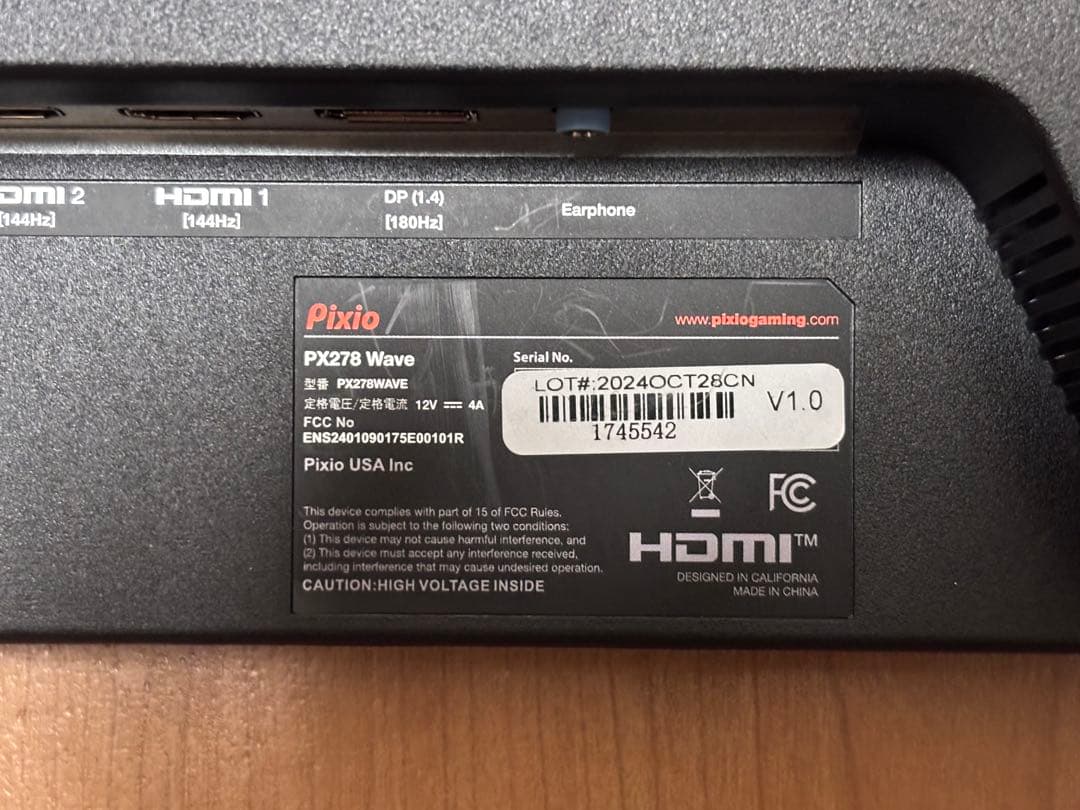 HDMI 2
[144Hz]
HDMI 1
[144Hz]
DP (1.4)
[180Hz]
Earphone
Pixio
www.pixiogaming.com
PX278 Wave
型番 PX278WAVE
定格電圧/定格電流 12V ⎓ 4A
FCC No
ENS2401090175E00101R
Pixio USA Inc
Serial No.
LOT#:2024OCT28CN
1745542
V1.0
This device complies with part of 15 of FCC Rules.
Operation is subject to the following two conditions:
(1) This device may not cause harmful interference, and
(2) This device must accept any interference received,
including interference that may cause undesired operation.
CAUTION:HIGH VOLTAGE INSIDE
FC
HDMI™
DESIGNED IN CALIFORNIA
MADE IN CHINA